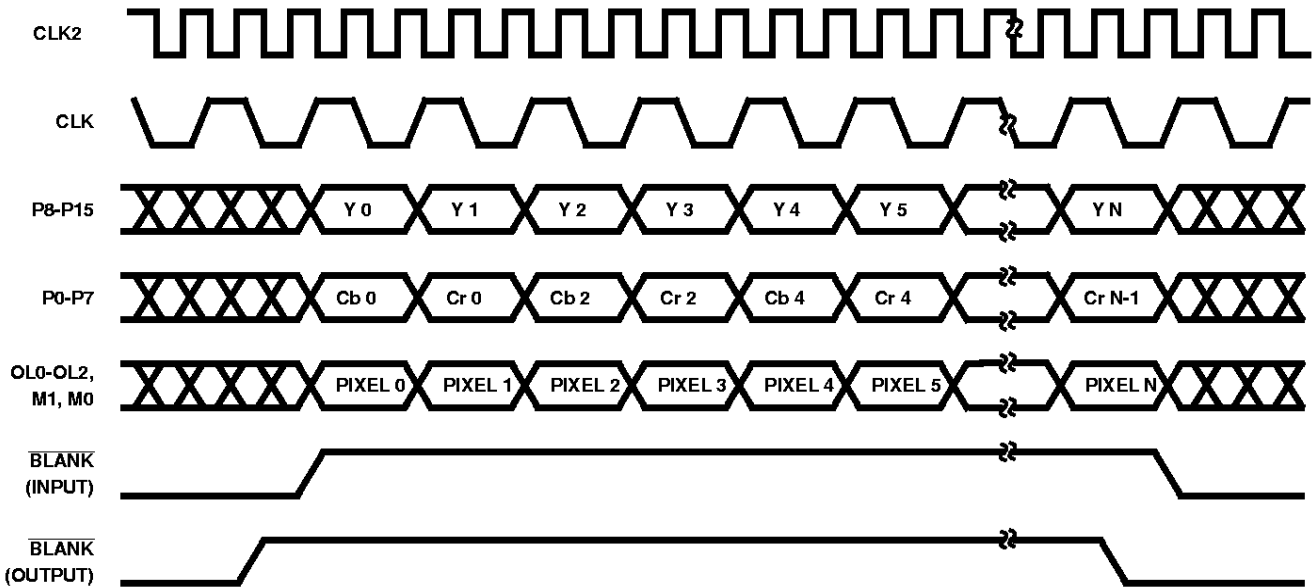 CLK2
CLK
P8-P15
Y 0 Y 1 Y 2 Y 3 Y 4 Y 5 Y N
P0-P7
Cb 0 Cr 0 Cb 2 Cr 2 Cb 4 Cr 4 Cr N-1
OL0-OL2,
M1, M0
PIXEL 0 PIXEL 1 PIXEL 2 PIXEL 3 PIXEL 4 PIXEL 5 PIXEL N
BLANK
(INPUT)
BLANK
(OUTPUT)